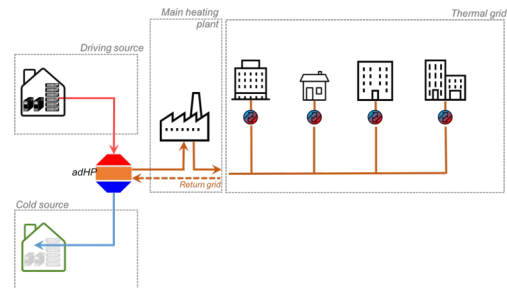 Main heating
plant
Thermal grid
Driving source
adHP
Return grid
Cold source